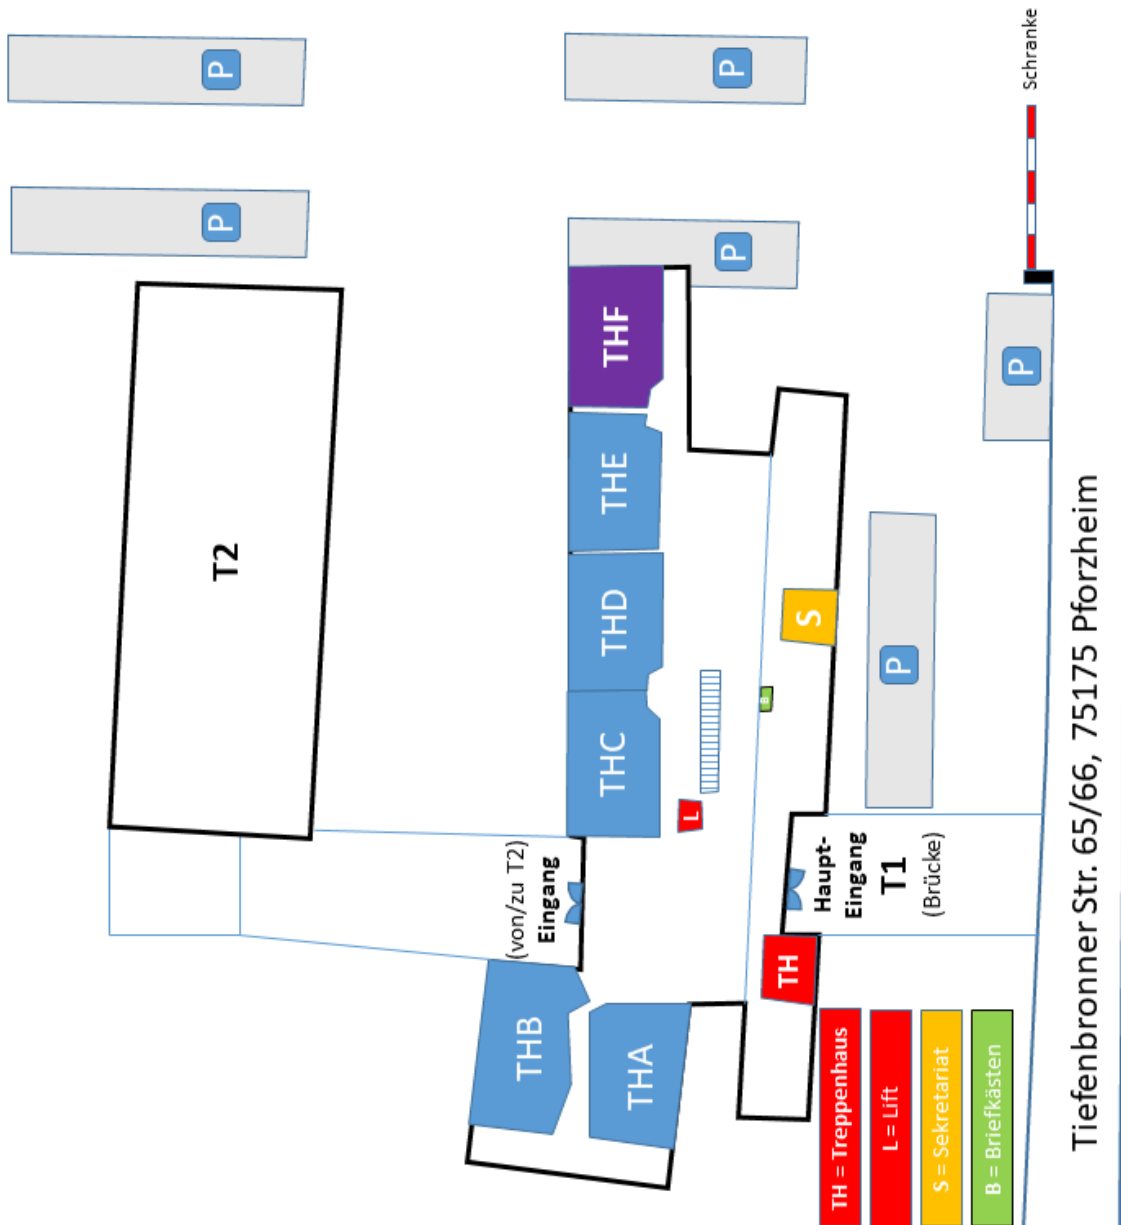 T2
P
P
THB
(von/zu T2)
Eingang
THA
THC
THD
THE
THF
L
P
P
B
TH
S
Haupt-
Eingang
T1
(Brücke)
P
P
Schranke
TH = Treppenhaus
L = Lift
S = Sekretariat
B = Briefkästen
Tiefenbronner Str. 65/66, 75175 Pforzheim